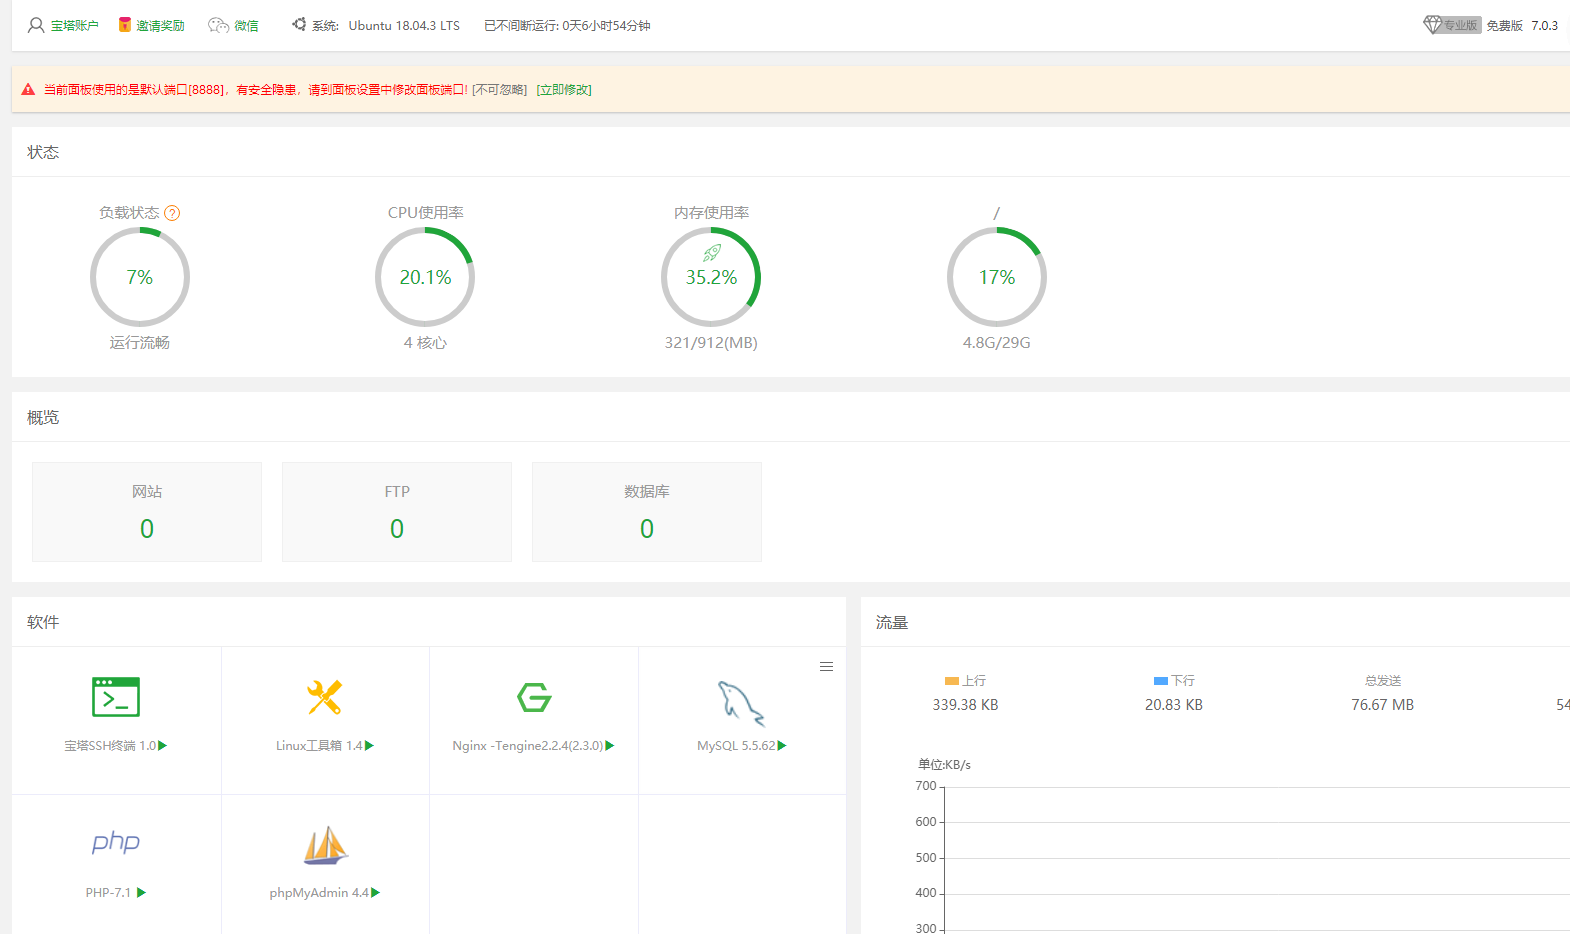 宝塔账户 邀请奖励 微信 系统: Ubuntu 18.04.3 LTS 已不间断运行: 0天6小时54分钟 专业版 免费版 7.0.3
当前面板使用的是默认端口[8888]，有安全隐患，请到面板设置中修改面板端口! [不可忽略] [立即修改]
状态
负载状态 ? CPU使用率 内存使用率 /
7% 20.1% 35.2% 17%
运行流畅 4 核心 321/912(MB) 4.8G/29G
概览
网站 FTP 数据库
0 0 0
软件 流量
上行 下行 总发送
339.38 KB 20.83 KB 76.67 MB 54
宝塔SSH终端 1.0 Linux工具箱 1.4 Nginx -Tengine2.2.4(2.3.0) MySQL 5.5.62
单位:KB/s
700
600
500
400
300
php
PHP-7.1 phpMyAdmin 4.4